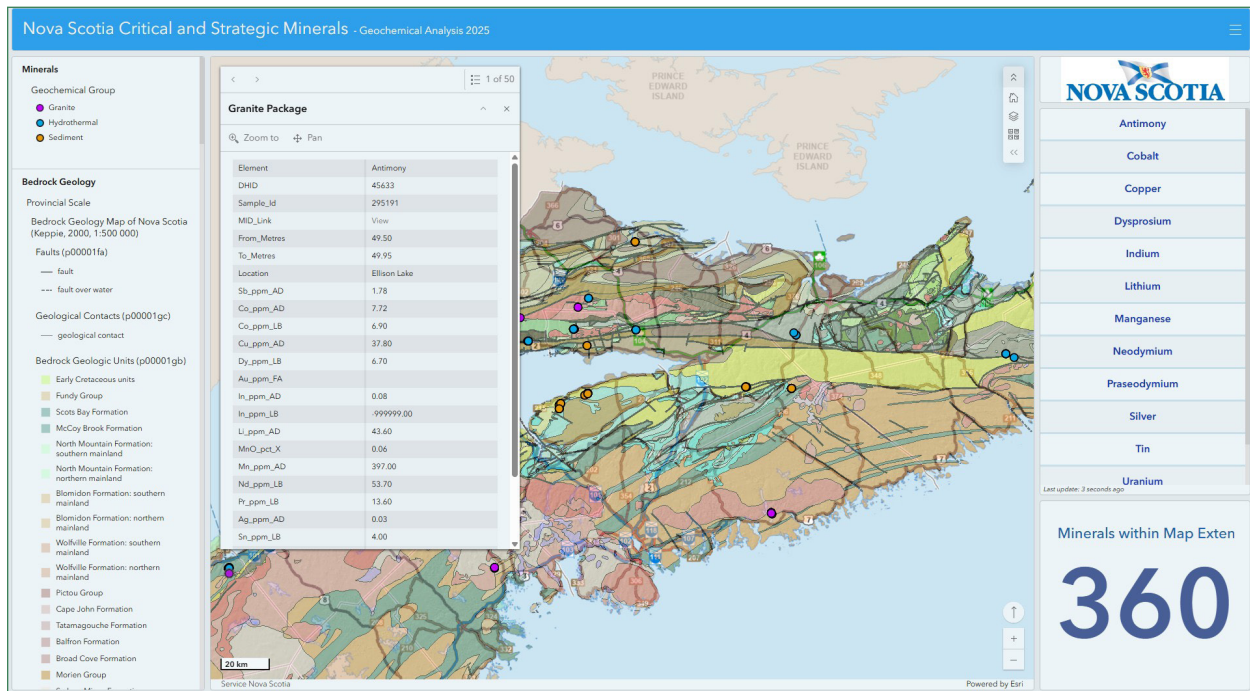 Nova Scotia Critical and Strategic Minerals - Geochemical Analysis 2025
Minerals
Geochemical Group
Granite
Hydrothermal
Sediment
Bedrock Geology
Provincial Scale
Bedrock Geology Map of Nova Scotia
(Keppie, 2000, 1:500 000)
Faults (p00001fa)
fault
fault over water
Geological Contacts (p00001gc)
geological contact
Bedrock Geologic Units (p00001gb)
Early Cretaceous units
Fundy Group
Scots Bay Formation
McCoy Brook Formation
North Mountain Formation:
southern mainland
North Mountain Formation:
northern mainland
Blomidon Formation: southern
mainland
Blomidon Formation: northern
mainland
Wolfville Formation: southern
mainland
Wolfville Formation: northern
mainland
Pictou Group
Cape John Formation
Tatamagouche Formation
Balfron Formation
Broad Cove Formation
Morien Group
1 of 50
Granite Package
Zoom to Pan
Element Antimony
DHID 45633
Sample_Id 295191
MID_Link View
From_Metres 49.50
To_Metres 49.95
Location Ellison Lake
Sb_ppm_AD 1.78
Co_ppm_AD 7.72
Co_ppm_LB 6.90
Cu_ppm_AD 37.80
Dy_ppm_LB 6.70
Au_ppm_FA
In_ppm_AD 0.08
In_ppm_LB -999999.00
Li_ppm_AD 43.60
MnO_pct_X 0.06
Mn_ppm_AD 397.00
Nd_ppm_LB 53.70
Pr_ppm_LB 13.60
Ag_ppm_AD 0.03
Sn_ppm_LB 4.00
PRINCE
EDWARD
ISLAND
PRINCE
EDWARD
ISLAND
20 km
Service Nova Scotia
Powered by Esri
NOVA SCOTIA
Antimony
Cobalt
Copper
Dysprosium
Indium
Lithium
Manganese
Neodymium
Praseodymium
Silver
Tin
Uranium
Last update: 3 seconds ago
Minerals within Map Exten
360